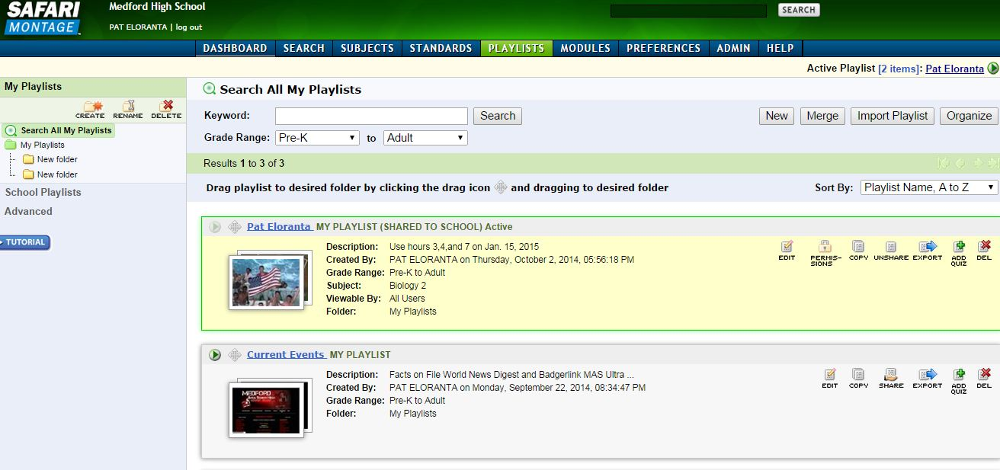 SAFARI
MONTAGE
Medford High School
PAT ELORANTA | log out
SEARCH
DASHBOARD SEARCH SUBJECTS STANDARDS PLAYLISTS MODULES PREFERENCES ADMIN HELP
Active Playlist [2 items]: Pat Eloranta
My Playlists
CREATE RENAME DELETE
Search All My Playlists
My Playlists
New folder
New folder
School Playlists
Advanced
TUTORIAL
Search All My Playlists
Keyword: Search New Merge Import Playlist Organize
Grade Range: Pre-K to Adult
Results 1 to 3 of 3
Drag playlist to desired folder by clicking the drag icon and dragging to desired folder
Sort By: Playlist Name, A to Z
Pat Eloranta MY PLAYLIST (SHARED TO SCHOOL) Active
Description: Use hours 3,4,and 7 on Jan. 15, 2015
Created By: PAT ELORANTA on Thursday, October 2, 2014, 05:56:18 PM
Grade Range: Pre-K to Adult
Subject: Biology 2
Viewable By: All Users
Folder: My Playlists
EDIT PERMIS-SIONS COPY UNSHARE EXPORT ADD QUIZ DEL
Current Events MY PLAYLIST
MEDFORD
Description: Facts on File World News Digest and Badgerlink MAS Ultra ...
Created By: PAT ELORANTA on Monday, September 22, 2014, 08:34:47 PM
Grade Range: Pre-K to Adult
Folder: My Playlists
EDIT COPY SHARE EXPORT ADD QUIZ DEL